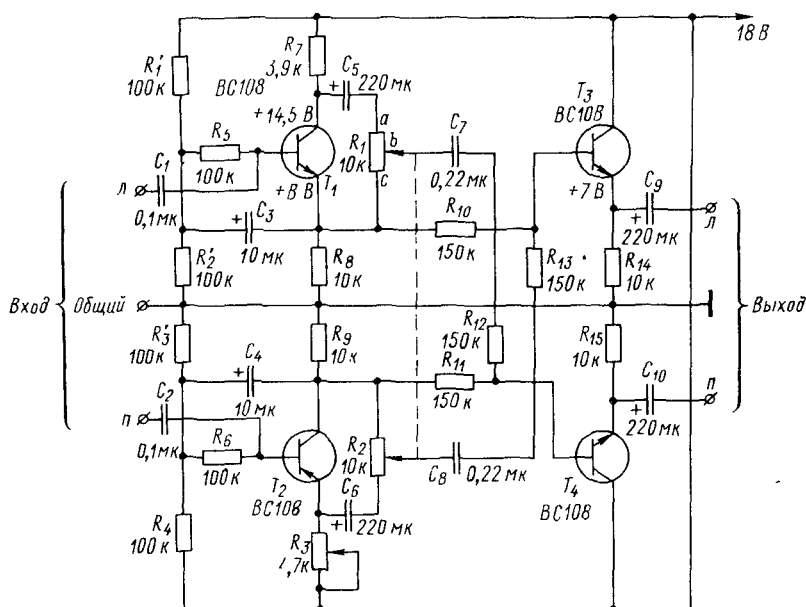 18 В
R₇
3,9 к
C₅
220 мк
R₁'
100 к
BC108
T₃
BC108
+14,5 В
a
b
c
R₁
10 к
C₇
0,22 мк
R₅
100 к
+8 В
T₁
+7 В
C₉
220 мк
л
C₁
0,1 мк
л
C₃
10 мк
R₁₀
150 к
R₂'
100 к
R₈
10 к
R₁₃
150 к
R₁₄
10 к
Вход
Общий
Выход
R₃'
100 к
R₉
10 к
R₁₂
150 к
R₁₅
10 к
C₄
10 мк
R₁₁
150 к
C₁₀
220 мк
п
C₂
0,1 мк
п
R₆
100 к
R₂
10 к
C₈
0,22 мк
T₂
BC108
C₆
220 мк
T₄
BC108
R₄
100 к
R₃
4,7 к